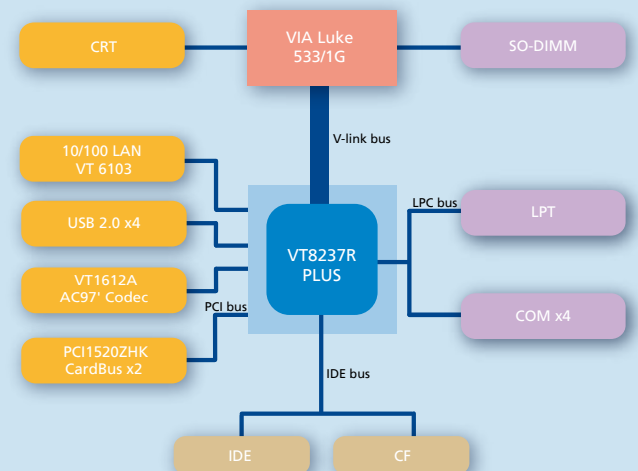 CRT
VIA Luke
533/1G
SO-DIMM
V-link bus
10/100 LAN
VT 6103
USB 2.0 x4
VT1612A
AC97' Codec
PCI bus
PCI1520ZHK
CardBus x2
VT8237R
PLUS
LPC bus
LPT
COM x4
IDE bus
IDE
CF